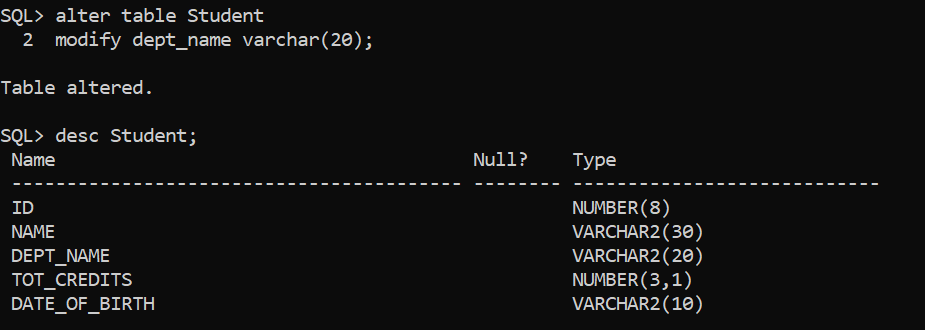 SQL> alter table Student
  2  modify dept_name varchar(20);
Table altered.
SQL> desc Student;
 Name                                      Null?    Type
 ----------------------------------------- -------- ----------------------------
 ID                                                 NUMBER(8)
 NAME                                               VARCHAR2(30)
 DEPT_NAME                                          VARCHAR2(20)
 TOT_CREDITS                                        NUMBER(3,1)
 DATE_OF_BIRTH                                      VARCHAR2(10)